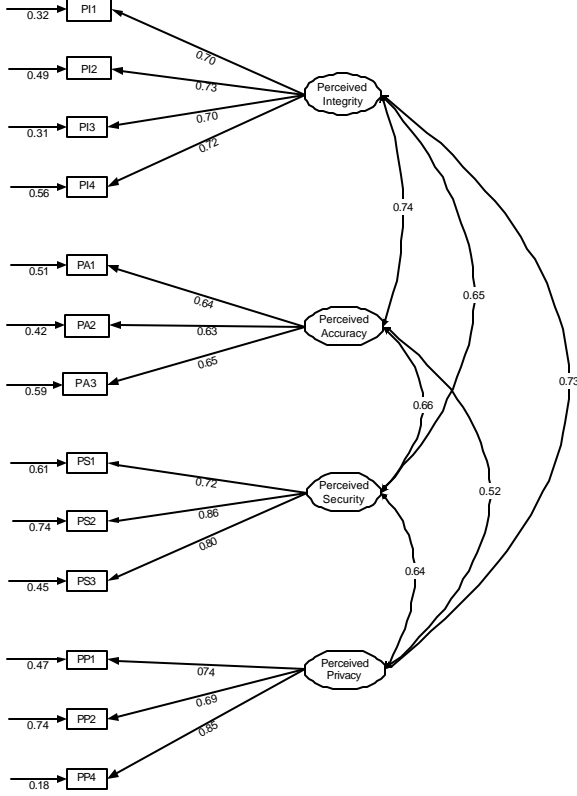 PI1
0.32
0.70
PI2
0.49
0.73
Perceived
Integrity
PI3
0.31
0.70
PI4
0.56
0.72
0.74
PA1
0.51
0.64
0.65
PA2
0.42
0.63
Perceived
Accuracy
PA3
0.59
0.65
0.73
0.66
PS1
0.61
0.72
Perceived
Security
0.52
PS2
0.74
0.86
PS3
0.45
0.80
0.64
PP1
0.47
074
Perceived
Privacy
PP2
0.74
0.69
PP4
0.18
0.85